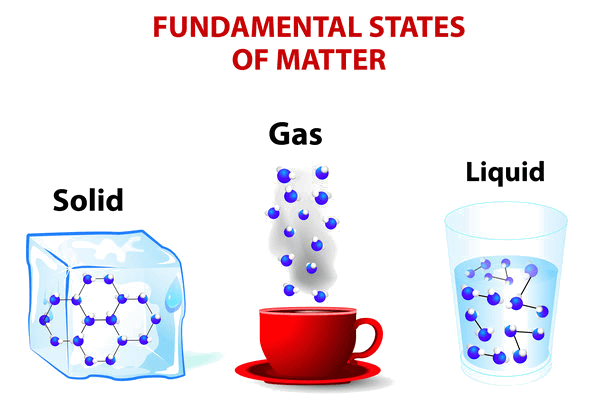 FUNDAMENTAL STATES
OF MATTER
Solid
Gas
Liquid